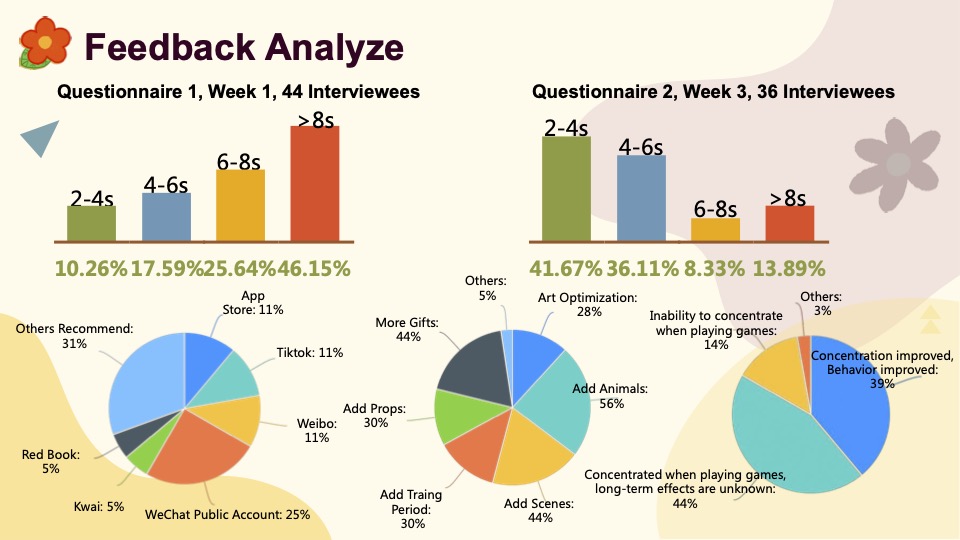 Feedback Analyze
Questionnaire 1, Week 1, 44 Interviewees
2-4s
4-6s
6-8s
>8s
10.26% 17.59% 25.64% 46.15%
Questionnaire 2, Week 3, 36 Interviewees
2-4s
4-6s
6-8s
>8s
41.67% 36.11% 8.33% 13.89%
App
Store: 11%
Tiktok: 11%
Weibo:
11%
WeChat Public Account: 25%
Kwai: 5%
Red Book:
5%
Others Recommend:
31%
Others:
5%
Art Optimization:
28%
Add Animals:
56%
Add Scenes:
44%
Add Traing
Period:
30%
Add Props:
30%
More Gifts:
44%
Others:
3%
Concentration improved,
Behavior improved:
39%
Concentrated when playing games,
long-term effects are unknown:
44%
Inability to concentrate
when playing games:
14%